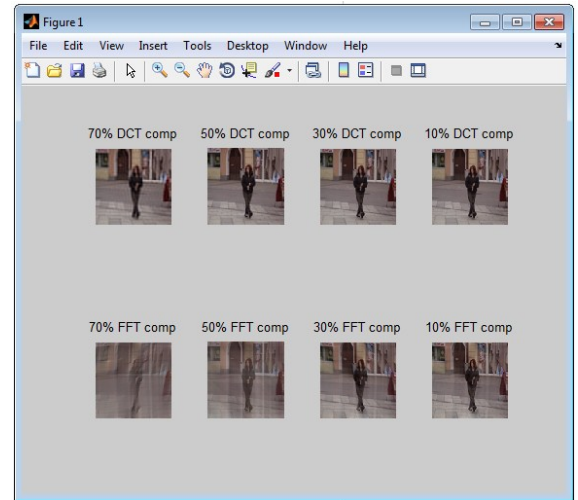 Figure 1
File Edit View Insert Tools Desktop Window Help
70% DCT comp 50% DCT comp 30% DCT comp 10% DCT comp
70% FFT comp 50% FFT comp 30% FFT comp 10% FFT comp